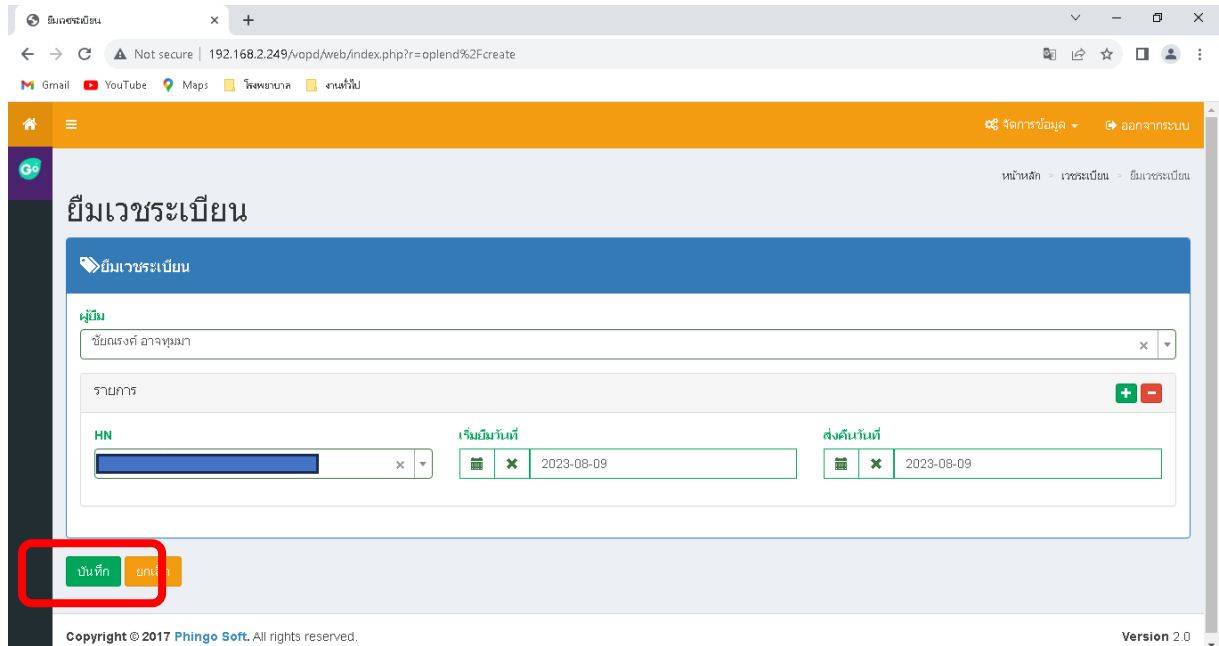 ยืมเวชระเบียน
Not secure | 192.168.2.249/vopd/web/index.php?r=oplend%2Fcreate
Gmail YouTube Maps โรงพยาบาล งานทั่วไป
จัดการข้อมูล ออกจากระบบ
Go
หน้าหลัก > เวชระเบียน > ยืมเวชระเบียน
ยืมเวชระเบียน
ยืมเวชระเบียน
ผู้ยืม
ชัยณรงค์ อาจทุมมา
รายการ
HN เริ่มยืมวันที่ ส่งคืนวันที่
2023-08-09 2023-08-09
บันทึก ยกเลิก
Copyright © 2017 Phingo Soft. All rights reserved. Version 2.0